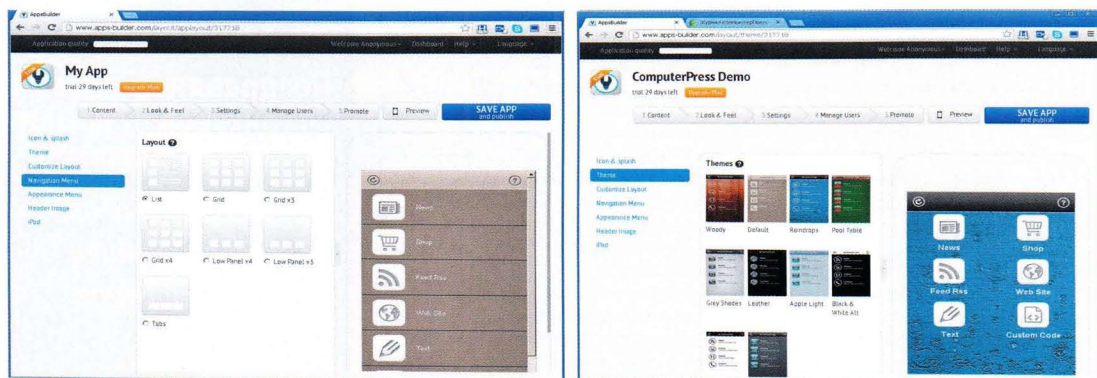 AppsBuilder
www.apps-builder.com/layout/applayout/317718
Application quality
Welcome Anonymous
Dashboard
Help
Language
My App
trial 29 days left
Upgrade Plan
1 Content
2 Look & Feel
3 Settings
4 Manage Users
5 Promote
Preview
SAVE APP
and publish
Icon & splash
Theme
Customize Layout
Navigation Menu
Appearance Menu
Header Image
iPad
Layout
List
Grid
Grid x3
Grid x4
Low Panel x4
Low Panel x3
Tabs
News
Shop
Feed Rss
Web Site
Text
AppsBuilder
www.apps-builder.com/layout/theme/317718
Application quality
Welcome Anonymous
Dashboard
Help
Language
ComputerPress Demo
trial 29 days left
Upgrade Plan
1 Content
2 Look & Feel
3 Settings
4 Manage Users
5 Promote
Preview
SAVE APP
and publish
Icon & splash
Theme
Customize Layout
Navigation Menu
Appearance Menu
Header Image
iPad
Themes
Woody
Default
Raindrops
Pool Table
Grey Shades
Leather
Apple Light
Black &
White All
News
Shop
Feed Rss
Web Site
Text
Custom Code